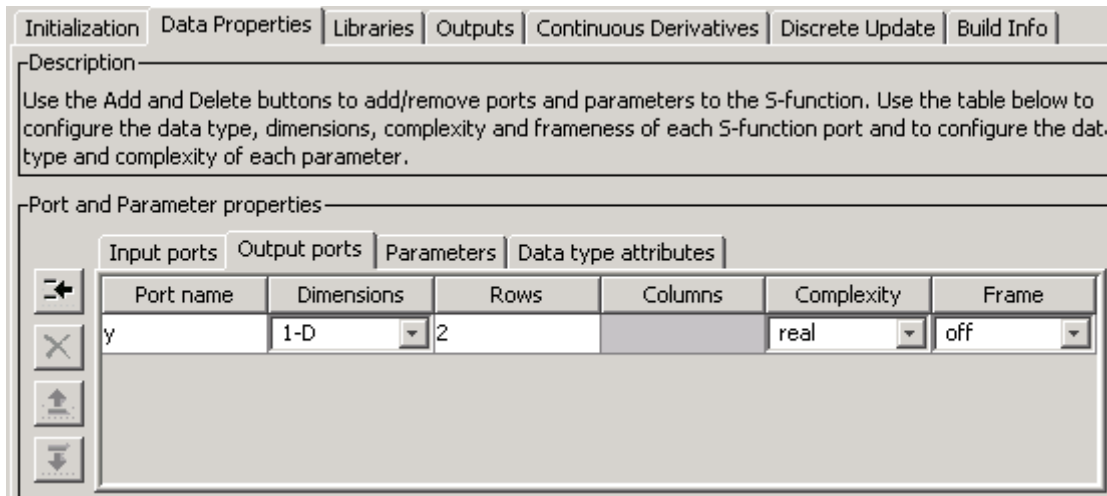 Initialization Data Properties Libraries Outputs Continuous Derivatives Discrete Update Build Info
Description
Use the Add and Delete buttons to add/remove ports and parameters to the S-function. Use the table below to
configure the data type, dimensions, complexity and frameness of each S-function port and to configure the dat
type and complexity of each parameter.
Port and Parameter properties
Input ports Output ports Parameters Data type attributes
Port name Dimensions Rows Columns Complexity Frame
y 1-D 2 real off